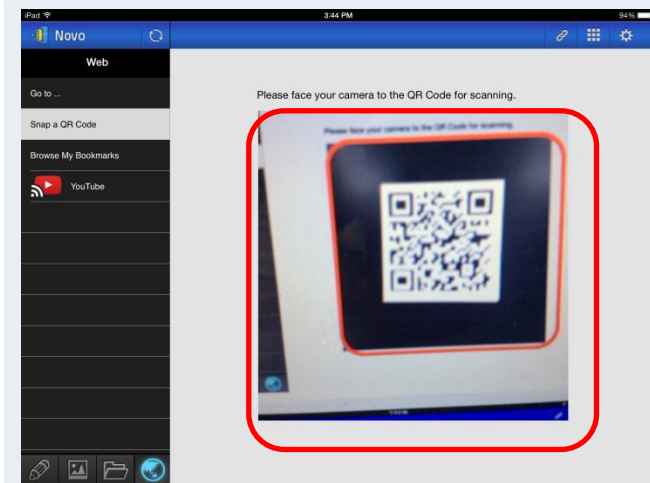 iPad
3:44 PM
94%
Novo
Web
Go to ...
Snap a QR Code
Browse My Bookmarks
YouTube
Please face your camera to the QR Code for scanning.
Please face your camera to the QR Code for scanning.